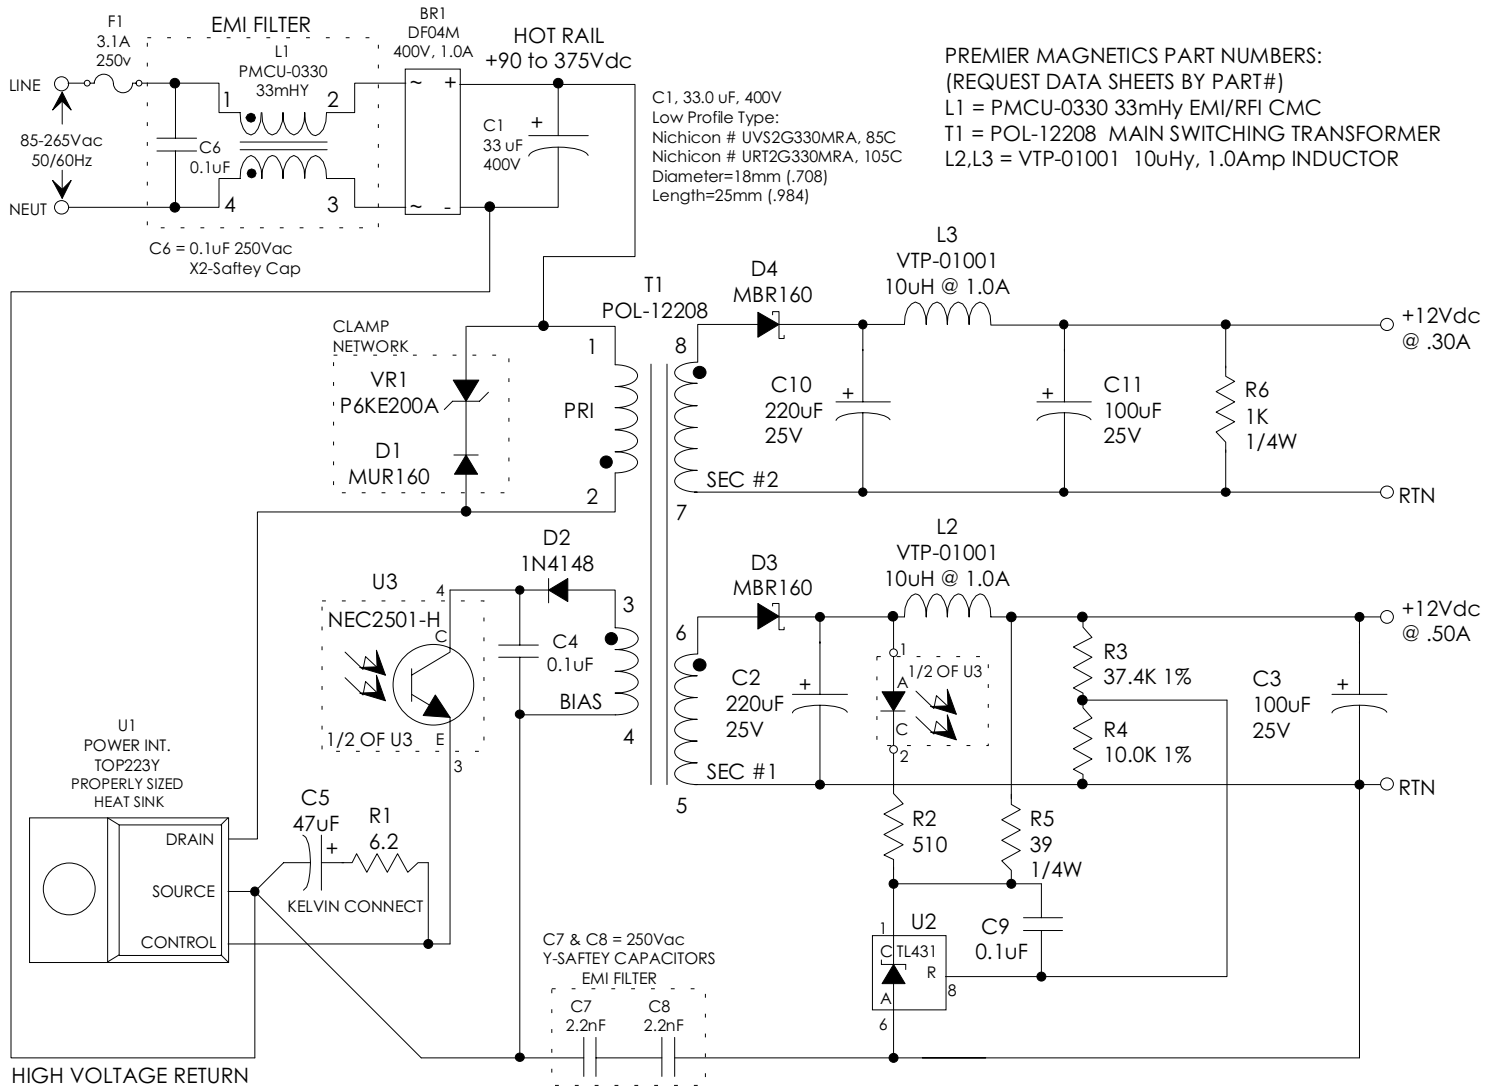 F1
3.1A
250v
EMI FILTER
L1
PMCU-0330
33mHY
BR1
DF04M
400V, 1.0A
HOT RAIL
+90 to 375Vdc
LINE
1
2
~
+
85-265Vac
50/60Hz
C6
0.1uF
C1
33 uF
400V
+
NEUT
4
3
~
-
C6 = 0.1uF 250Vac
X2-Saftey Cap
C1, 33.0 uF, 400V
Low Profile Type:
Nichicon # UVS2G330MRA, 85C
Nichicon # URT2G330MRA, 105C
Diameter=18mm (.708)
Length=25mm (.984)
PREMIER MAGNETICS PART NUMBERS:
(REQUEST DATA SHEETS BY PART#)
L1 = PMCU-0330 33mHy EMI/RFI CMC
T1 = POL-12208 MAIN SWITCHING TRANSFORMER
L2,L3 = VTP-01001 10uHy, 1.0Amp INDUCTOR
CLAMP
NETWORK
VR1
P6KE200A
D1
MUR160
T1
POL-12208
1
PRI
2
8
SEC #2
7
D4
MBR160
L3
VTP-01001
10uH @ 1.0A
+12Vdc
@ .30A
C10
220uF
25V
+
+
C11
100uF
25V
R6
1K
1/4W
RTN
D2
1N4148
U3
4
NEC2501-H
C
C4
0.1uF
3
BIAS
4
1/2 OF U3
E
3
D3
MBR160
L2
VTP-01001
10uH @ 1.0A
+12Vdc
@ .50A
6
SEC #1
5
C2
220uF
25V
+
1
1/2 OF U3
A
C
2
R3
37.4K 1%
R4
10.0K 1%
C3
100uF
25V
+
RTN
U1
POWER INT.
TOP223Y
PROPERLY SIZED
HEAT SINK
DRAIN
SOURCE
CONTROL
C5
47uF
+
R1
6.2
KELVIN CONNECT
R2
510
R5
39
1/4W
1
U2
C TL431
R
A
8
6
C9
0.1uF
C7 & C8 = 250Vac
Y-SAFTEY CAPACITORS
EMI FILTER
C7
2.2nF
C8
2.2nF
HIGH VOLTAGE RETURN